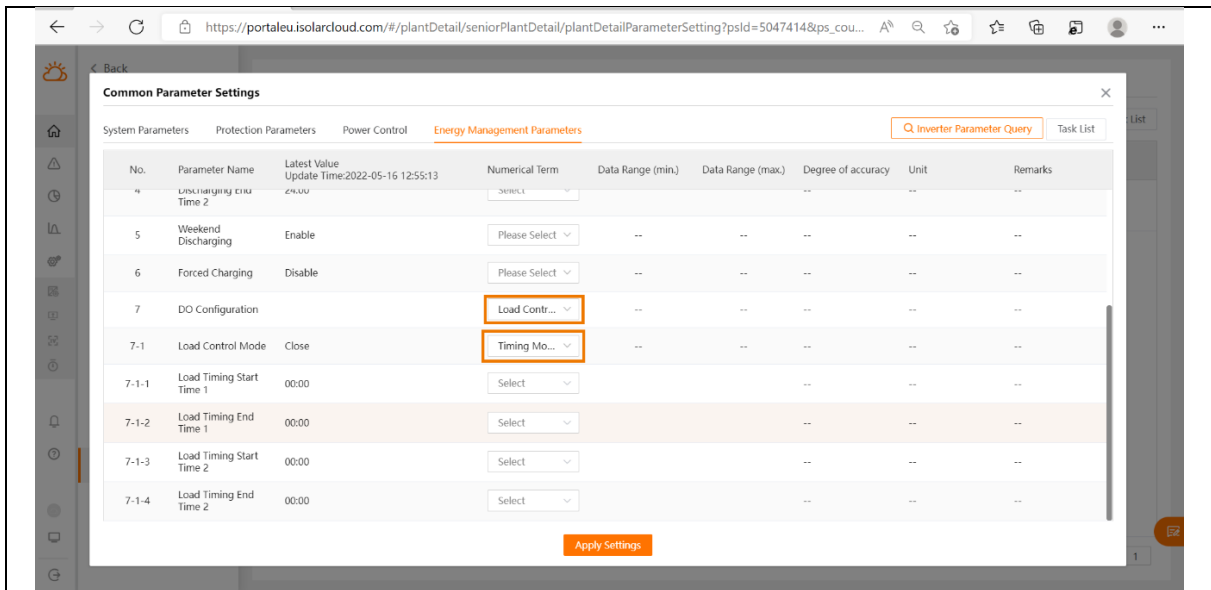 https://portaleu.isolarcloud.com/#/plantDetail/seniorPlantDetail/plantDetailParameterSetting?psId=5047414&ps_cou...
Back
Common Parameter Settings
System Parameters Protection Parameters Power Control Energy Management Parameters Inverter Parameter Query Task List
List
No. Parameter Name Latest Value Update Time:2022-05-16 12:55:13 Numerical Term Data Range (min.) Data Range (max.) Degree of accuracy Unit Remarks
4 Discharging End Time 2 24:00 Select -- --
5 Weekend Discharging Enable Please Select -- -- -- --
6 Forced Charging Disable Please Select -- -- -- --
7 DO Configuration Load Contr... -- -- -- --
7-1 Load Control Mode Close Timing Mo... -- -- -- --
7-1-1 Load Timing Start Time 1 00:00 Select -- --
7-1-2 Load Timing End Time 1 00:00 Select -- --
7-1-3 Load Timing Start Time 2 00:00 Select -- --
7-1-4 Load Timing End Time 2 00:00 Select -- --
Apply Settings
1